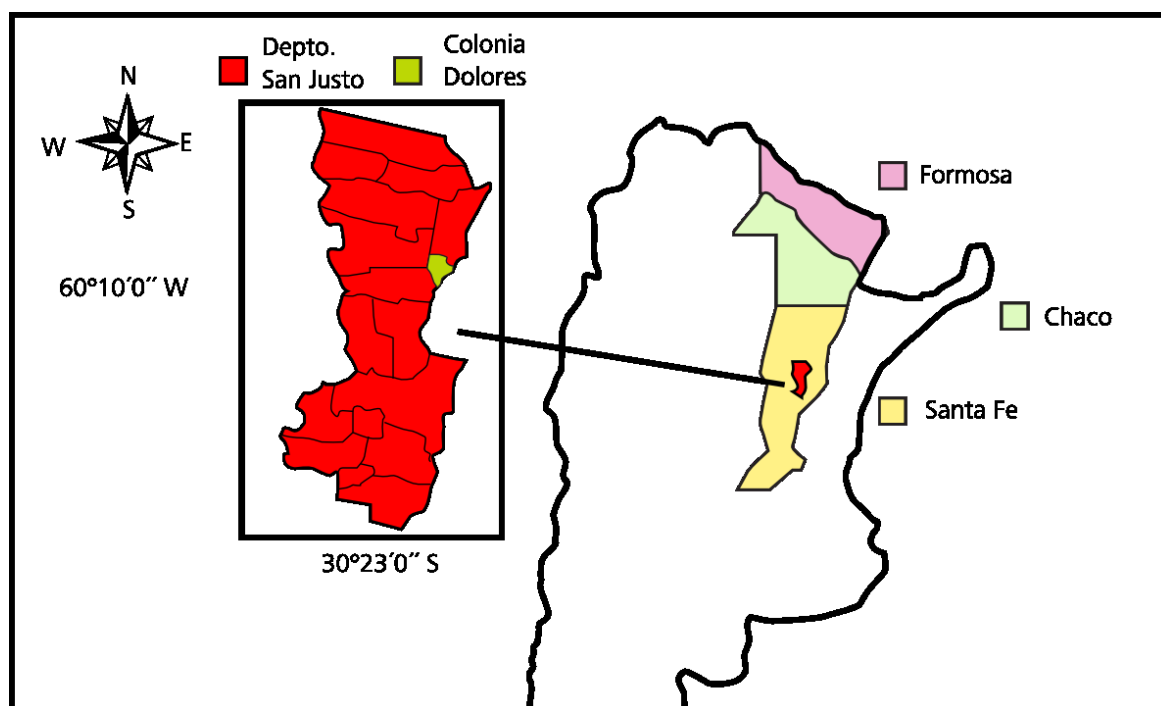 Depto.
San Justo
Colonia
Dolores
N
W
E
S
Formosa
60°10´0˝ W
Chaco
Santa Fe
30°23´0˝ S